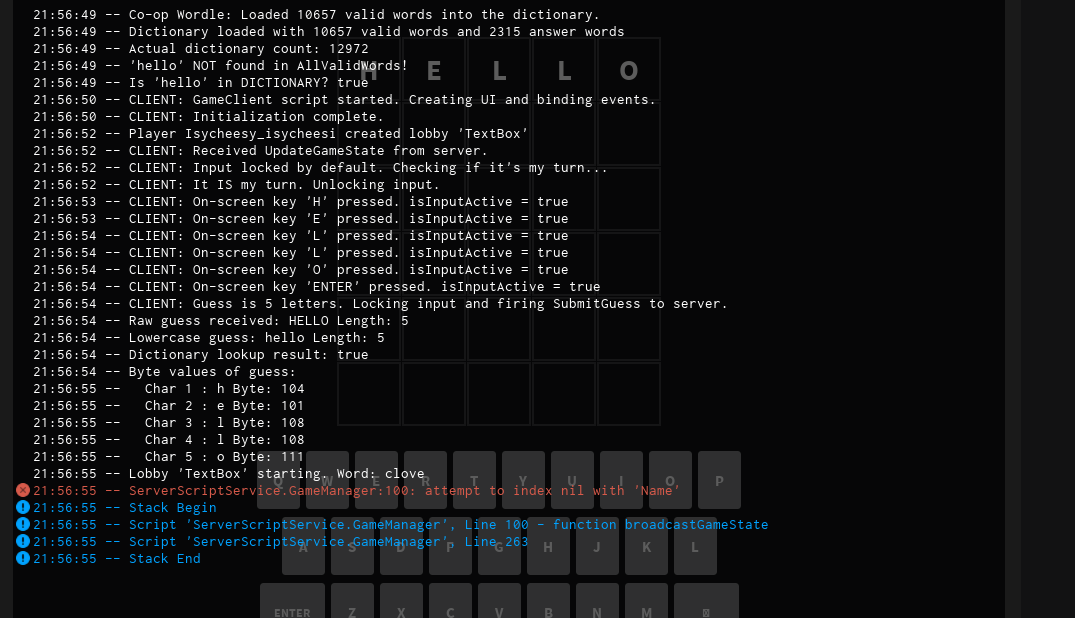 21:56:49 -- Co-op Wordle: Loaded 10657 valid words into the dictionary.
21:56:49 -- Dictionary loaded with 10657 valid words and 2315 answer words
21:56:49 -- Actual dictionary count: 12972
21:56:49 -- 'hello' NOT found in AllValidWords!
H E L L O
21:56:49 -- Is 'hello' in DICTIONARY? true
21:56:50 -- CLIENT: GameClient script started. Creating UI and binding events.
21:56:50 -- CLIENT: Initialization complete.
21:56:52 -- Player Isycheesy_isycheesi created lobby 'TextBox'
21:56:52 -- CLIENT: Received UpdateGameState from server.
21:56:52 -- CLIENT: Input locked by default. Checking if it's my turn...
21:56:52 -- CLIENT: It IS my turn. Unlocking input.
21:56:53 -- CLIENT: On-screen key 'H' pressed. isInputActive = true
21:56:53 -- CLIENT: On-screen key 'E' pressed. isInputActive = true
21:56:54 -- CLIENT: On-screen key 'L' pressed. isInputActive = true
21:56:54 -- CLIENT: On-screen key 'L' pressed. isInputActive = true
21:56:54 -- CLIENT: On-screen key 'O' pressed. isInputActive = true
21:56:54 -- CLIENT: On-screen key 'ENTER' pressed. isInputActive = true
21:56:54 -- CLIENT: Guess is 5 letters. Locking input and firing SubmitGuess to server.
21:56:54 -- Raw guess received: HELLO Length: 5
21:56:54 -- Lowercase guess: hello Length: 5
21:56:54 -- Dictionary lookup result: true
21:56:54 -- Byte values of guess:
21:56:55 -- Char 1 : h Byte: 104
21:56:55 -- Char 2 : e Byte: 101
21:56:55 -- Char 3 : l Byte: 108
21:56:55 -- Char 4 : l Byte: 108
21:56:55 -- Char 5 : o Byte: 111
21:56:55 -- Lobby 'TextBox' starting. Word: clove
Q W E R T Y U I O P
21:56:55 -- ServerScriptService.GameManager:100: attempt to index nil with 'Name'
21:56:55 -- Stack Begin
21:56:55 -- Script 'ServerScriptService.GameManager', Line 100 - function broadcastGameState
21:56:55 -- Script 'ServerScriptService.GameManager', Line 263
A S D F G H J K L
21:56:55 -- Stack End
ENTER Z X C V B N M